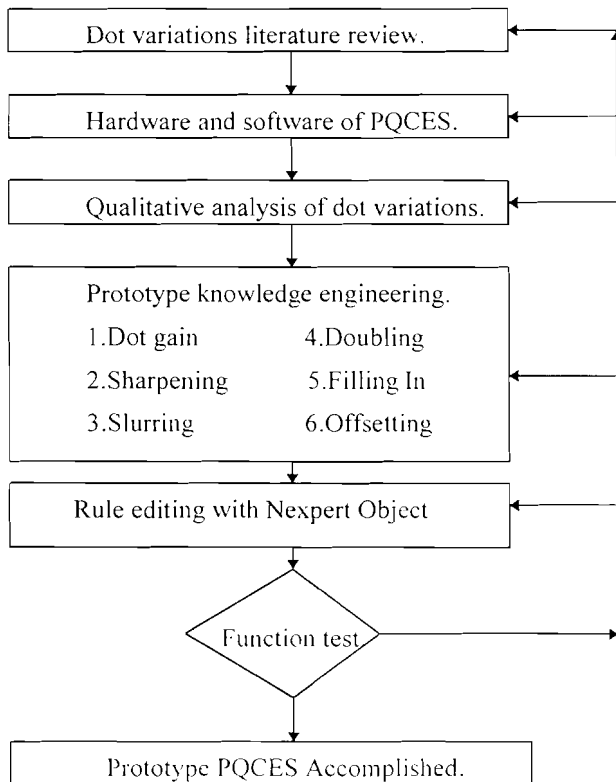 Dot variations literature review.
Hardware and software of PQCES.
Qualitative analysis of dot variations.
Prototype knowledge engineering.
1.Dot gain 4.Doubling
2.Sharpening 5.Filling In
3.Slurring 6.Offsetting
Rule editing with Nexpert Object
Function test
Prototype PQCES Accomplished.